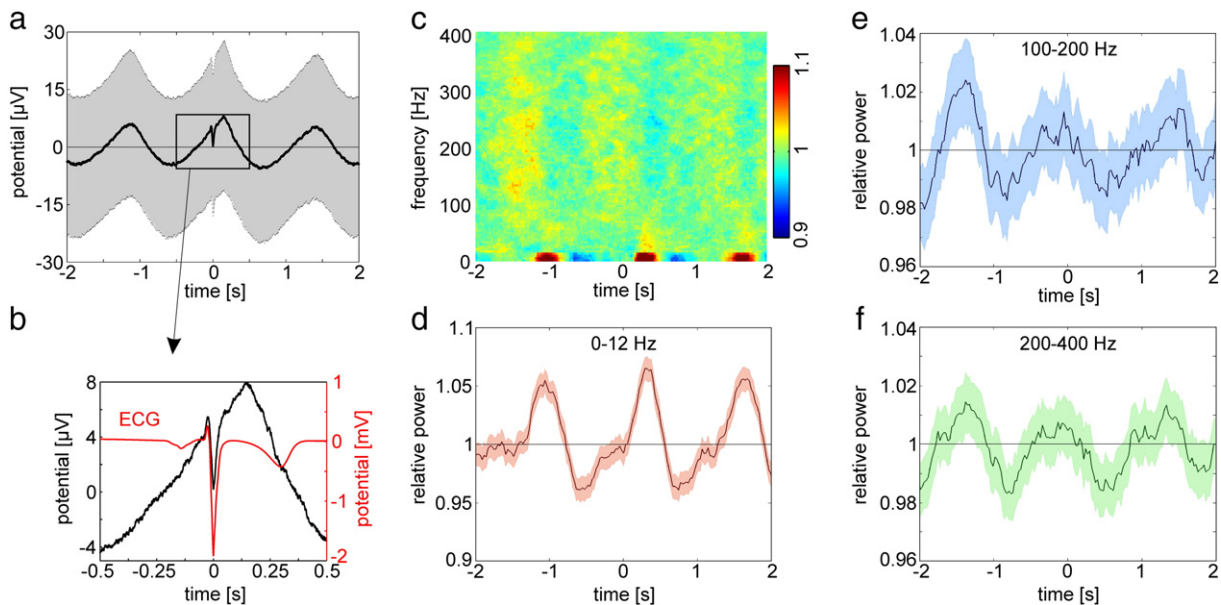 a
30
15
0
-15
-30
potential [µV]
-2 -1 0 1 2
time [s]
b
8
4
0
-4
potential [µV]
ECG
1
0
-1
-2
potential [mV]
-0.5 -0.25 0 0.25 0.5
time [s]
c
400
300
200
100
0
frequency [Hz]
1.1
1
0.9
-2 -1 0 1 2
time [s]
d
0-12 Hz
1.1
1.05
1
0.95
0.9
relative power
-2 -1 0 1 2
time [s]
e
100-200 Hz
1.04
1.02
1
0.98
0.96
relative power
-2 -1 0 1 2
time [s]
f
200-400 Hz
1.04
1.02
1
0.98
0.96
relative power
-2 -1 0 1 2
time [s]